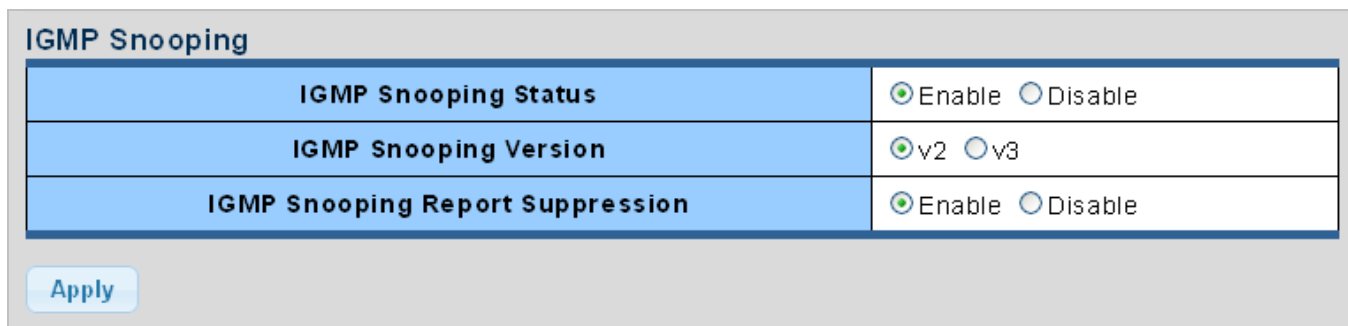 IGMP Snooping
IGMP Snooping Status Enable Disable
IGMP Snooping Version v2 v3
IGMP Snooping Report Suppression Enable Disable
Apply